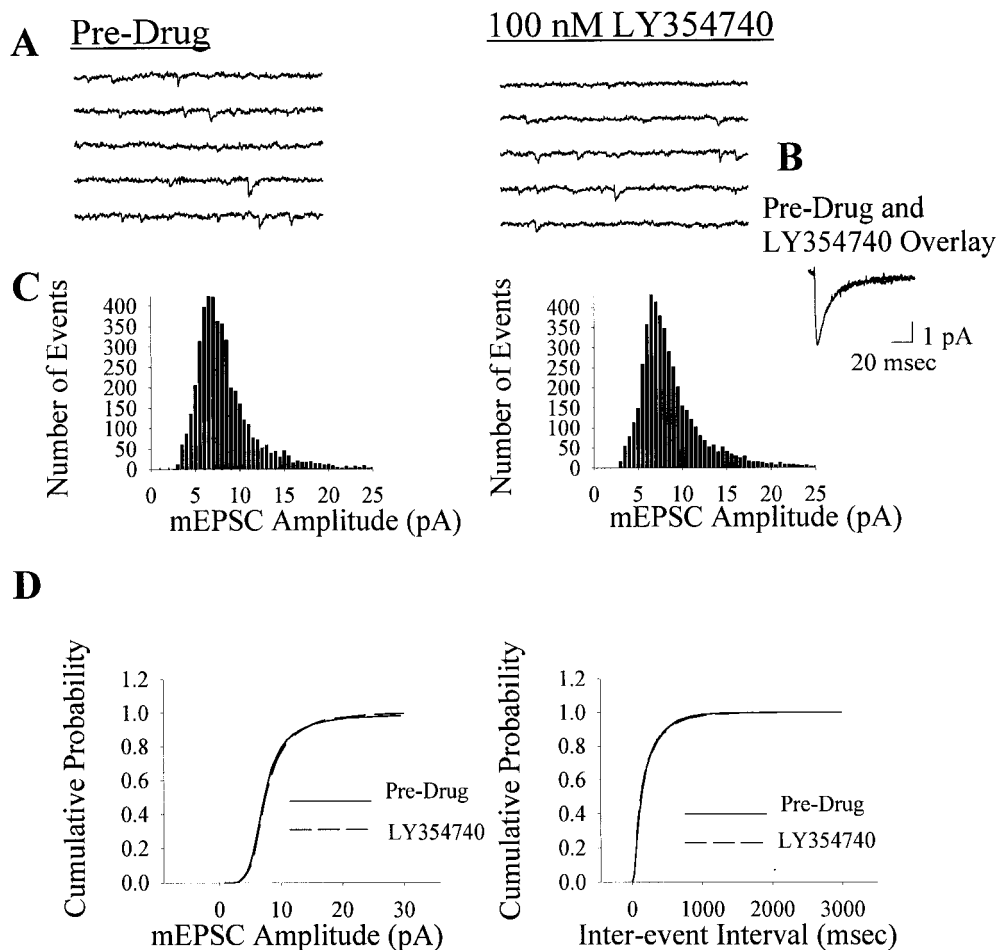 A
Pre-Drug
100 nM LY354740
B
Pre-Drug and
LY354740 Overlay
1 pA
20 msec
C
Number of Events
400
350
300
250
200
150
100
50
0
0 5 10 15 20 25
mEPSC Amplitude (pA)
Number of Events
400
350
300
250
200
150
100
50
0
0 5 10 15 20 25
mEPSC Amplitude (pA)
D
Cumulative Probability
1.2
1.0
0.8
0.6
0.4
0.2
0.0
Pre-Drug
LY354740
0 10 20 30
mEPSC Amplitude (pA)
Cumulative Probability
1.2
1.0
0.8
0.6
0.4
0.2
0.0
Pre-Drug
LY354740
0 1000 2000 3000
Inter-event Interval (msec)